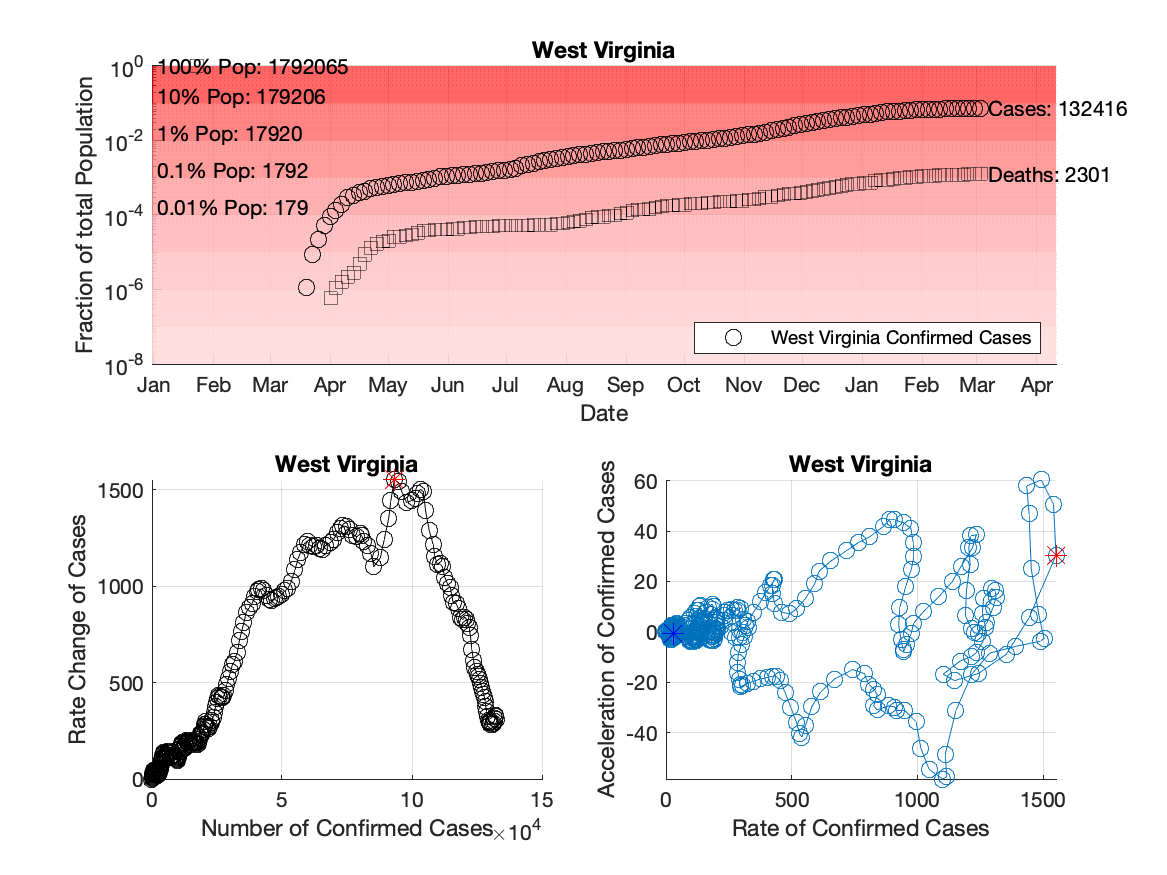 West Virginia
Fraction of total Population
10^0
10^-2
10^-4
10^-6
10^-8
100% Pop: 1792065
10% Pop: 179206
1% Pop: 17920
0.1% Pop: 1792
0.01% Pop: 179
Cases: 132416
Deaths: 2301
West Virginia Confirmed Cases
Jan Feb Mar Apr May Jun Jul Aug Sep Oct Nov Dec Jan Feb Mar Apr
Date
West Virginia
Rate Change of Cases
1500
1000
500
0
0 5 10 15
Number of Confirmed Cases ×10^4
West Virginia
Acceleration of Confirmed Cases
60
40
20
0
-20
-40
0 500 1000 1500
Rate of Confirmed Cases